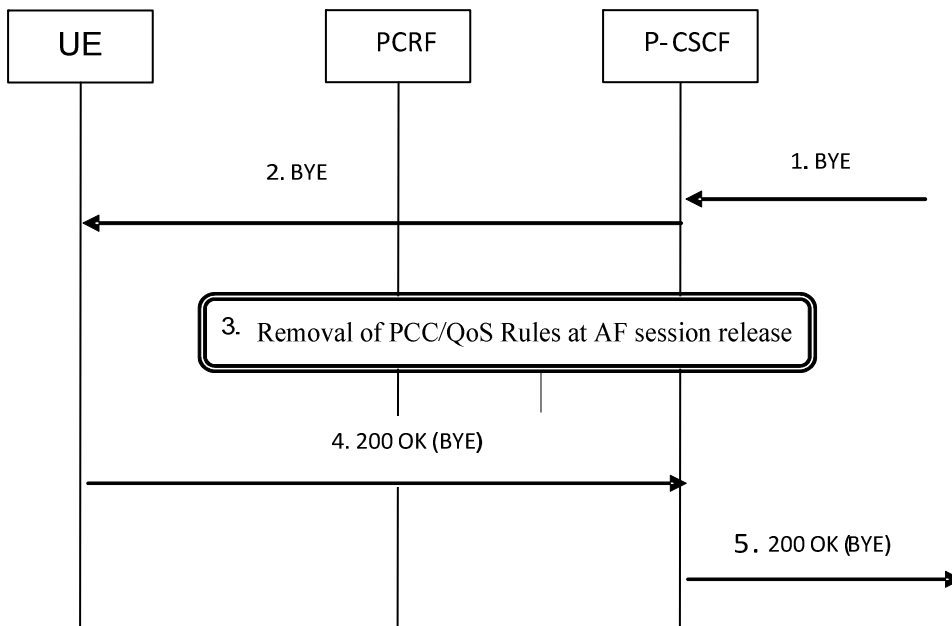 UE
PCRF
P-CSCF
1. BYE
2. BYE
3. Removal of PCC/QoS Rules at AF session release
4. 200 OK (BYE)
5. 200 OK (BYE)